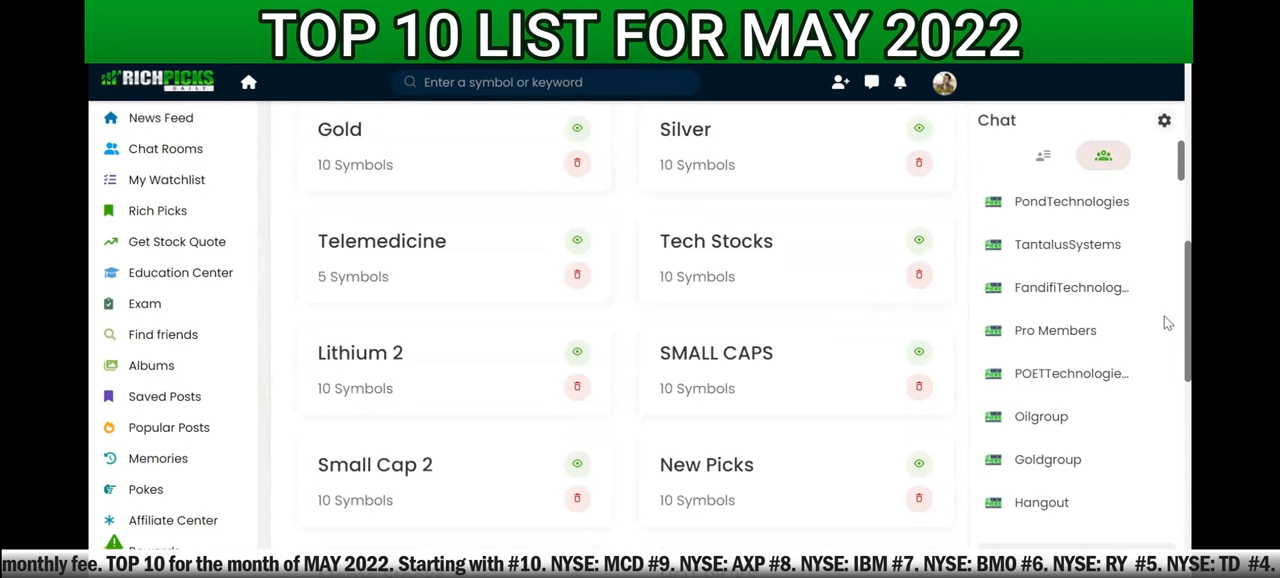 TOP 10 LIST FOR MAY 2022
RICHPICKS
DAILY
Enter a symbol or keyword
News Feed
Chat Rooms
My Watchlist
Rich Picks
Get Stock Quote
Education Center
Exam
Find friends
Albums
Saved Posts
Popular Posts
Memories
Pokes
Affiliate Center
Rewards
Gold
10 Symbols
Silver
10 Symbols
Telemedicine
5 Symbols
Tech Stocks
10 Symbols
Lithium 2
10 Symbols
SMALL CAPS
10 Symbols
Small Cap 2
10 Symbols
New Picks
10 Symbols
Chat
PondTechnologies
TantalusSystems
FandifiTechnolog...
Pro Members
POETTechnologie...
Oilgroup
Goldgroup
Hangout
monthly fee. TOP 10 for the month of MAY 2022. Starting with #10. NYSE: MCD #9. NYSE: AXP #8. NYSE: IBM #7. NYSE: BMO #6. NYSE: RY #5. NYSE: TD #4.